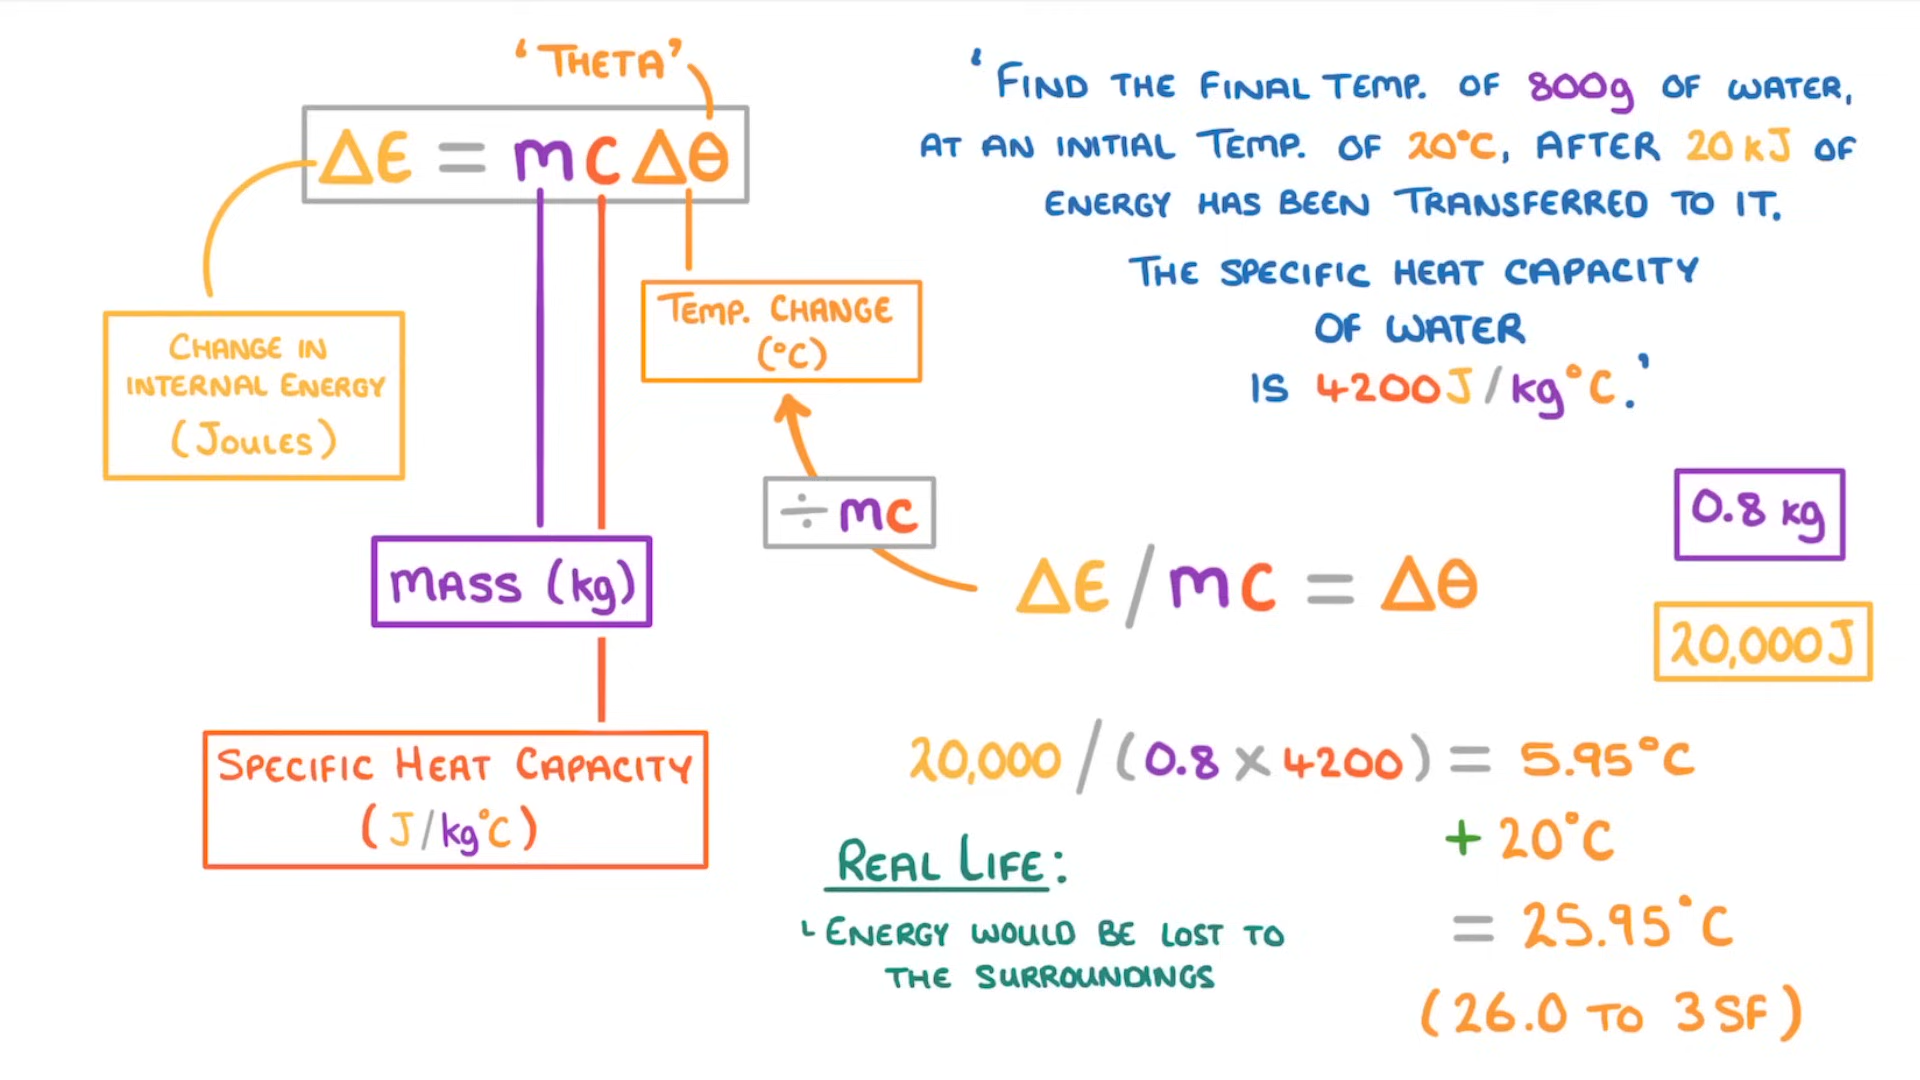 ‘THETA’
ΔE = mcΔθ
CHANGE IN
INTERNAL ENERGY
(JOULES)
TEMP. CHANGE
(°C)
MASS (kg)
SPECIFIC HEAT CAPACITY
(J/kg°C)
‘FIND THE FINAL TEMP. OF 800g OF WATER,
AT AN INITIAL TEMP. OF 20°C, AFTER 20 kJ OF
ENERGY HAS BEEN TRANSFERRED TO IT.
THE SPECIFIC HEAT CAPACITY
OF WATER
IS 4200J/kg°C.’
÷ mc
0.8 kg
ΔE/mc = Δθ
20,000J
20,000/(0.8 × 4200) = 5.95°C
+ 20°C
= 25.95°C
(26.0 TO 3 SF)
REAL LIFE:
ENERGY WOULD BE LOST TO
THE SURROUNDINGS